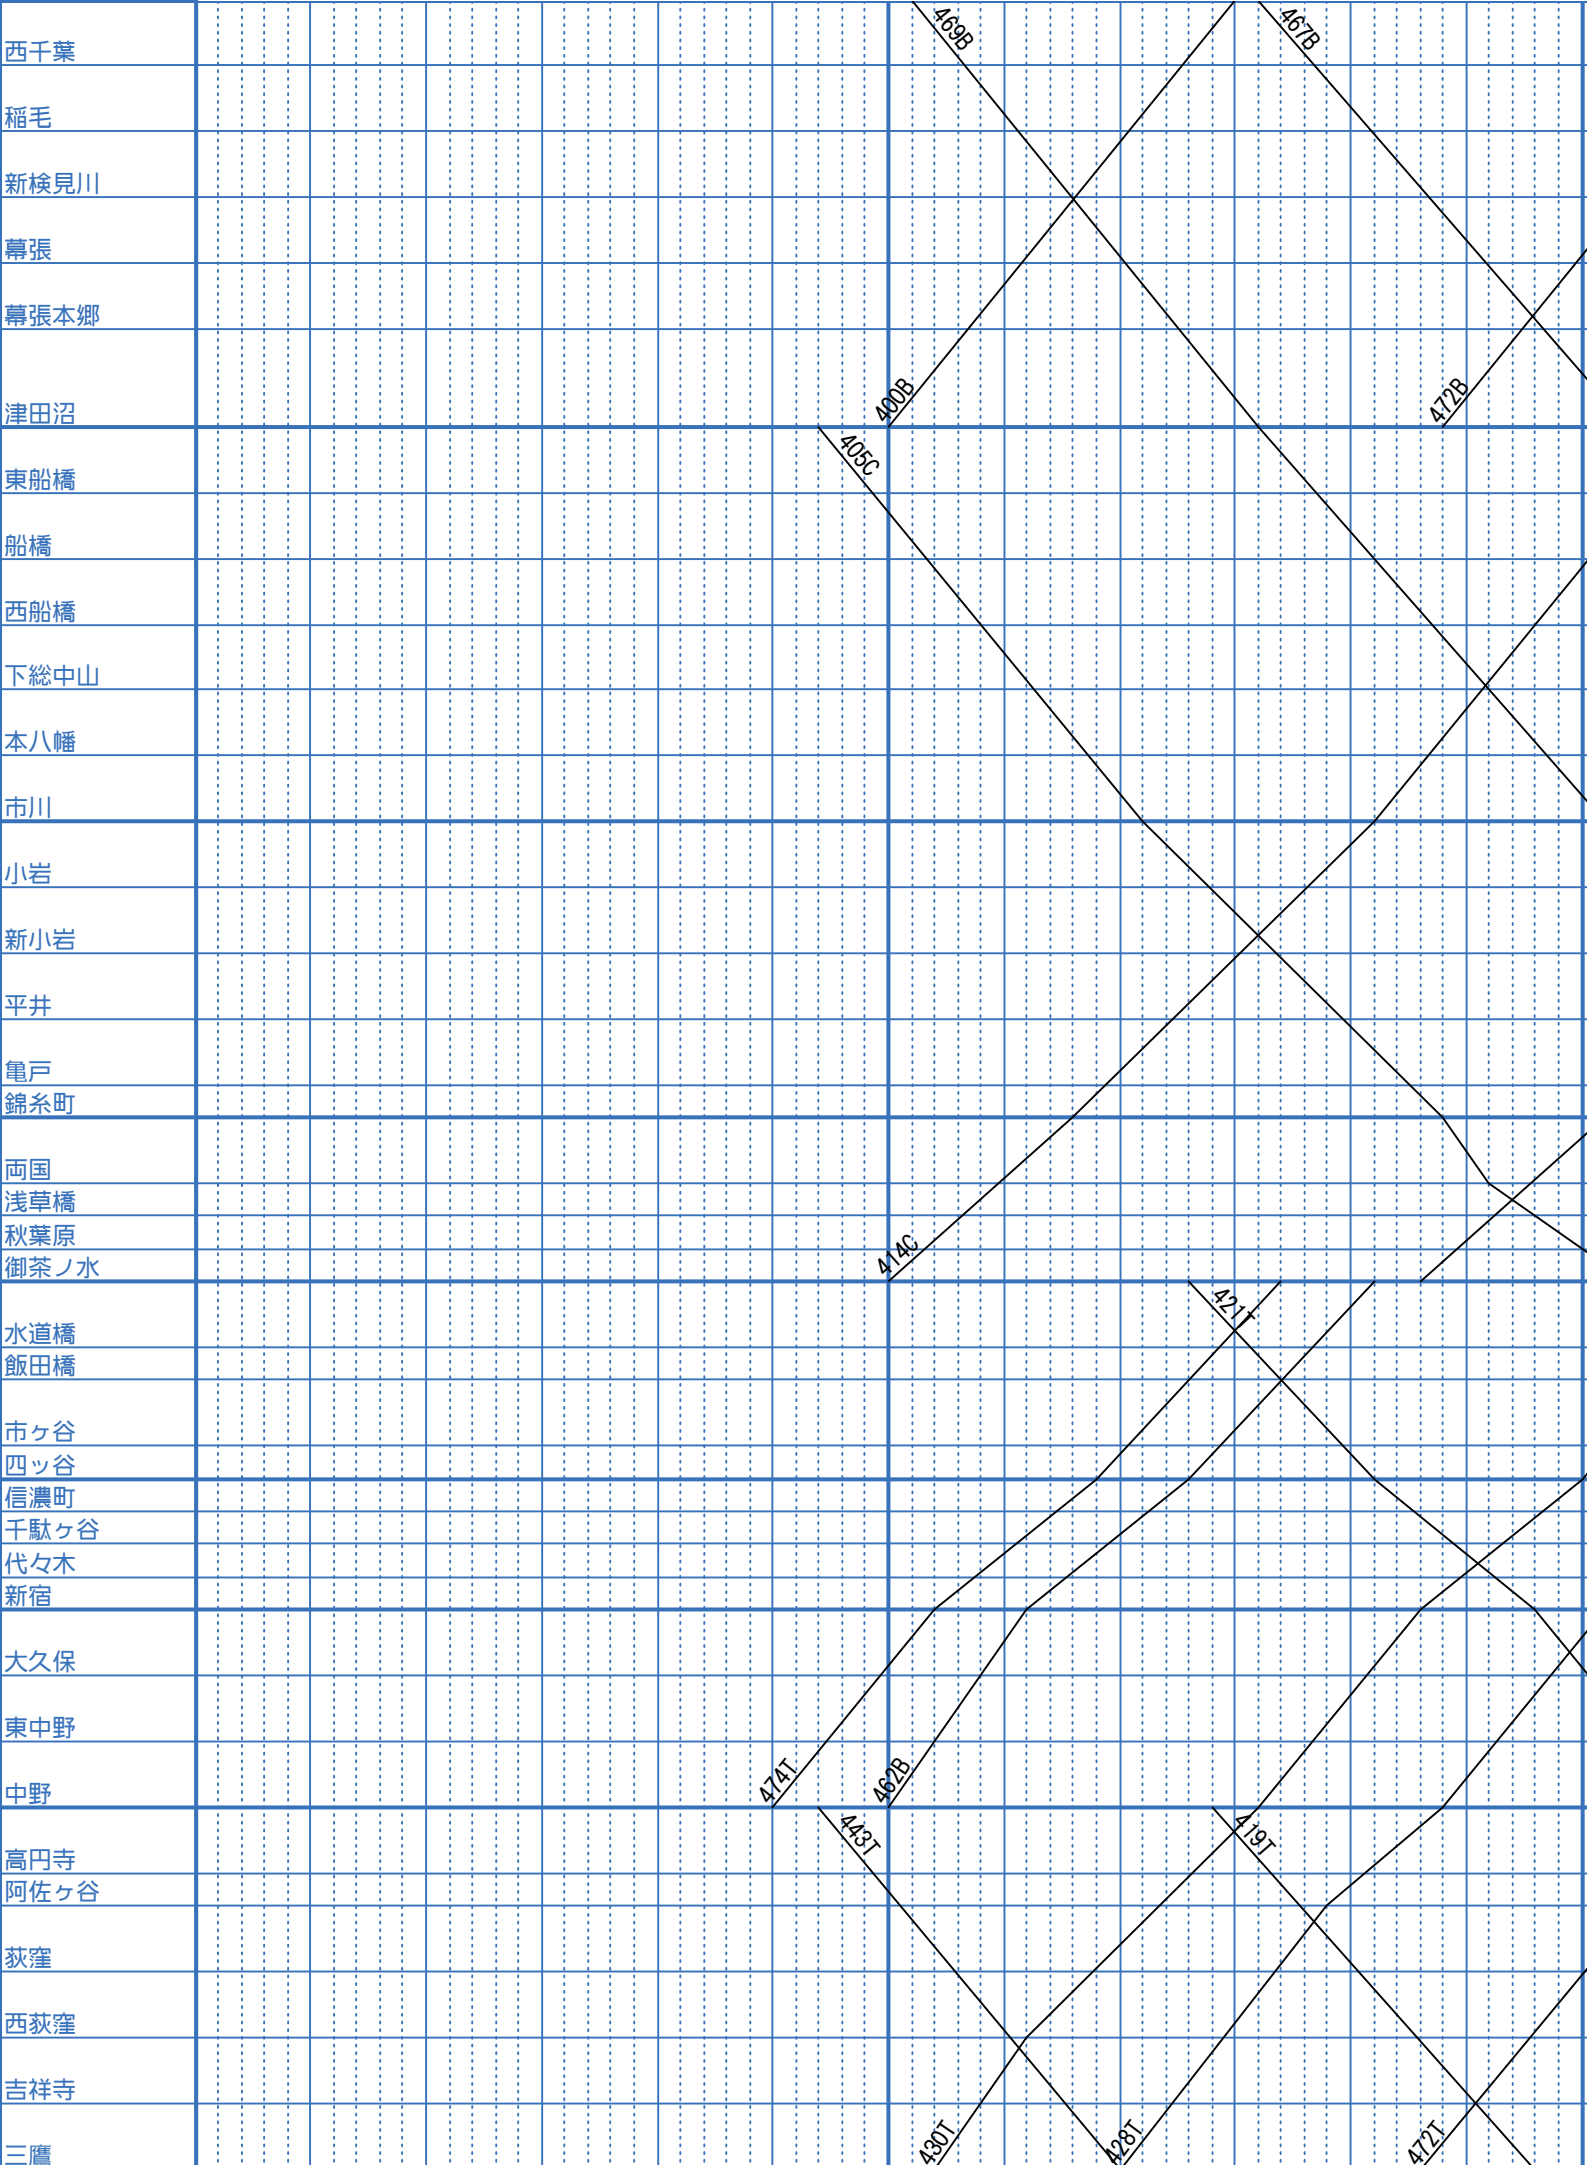 469B
467B
西千葉
稲毛
新検見川
幕張
幕張本郷
400B
472B
津田沼
405C
東船橋
船橋
西船橋
下総中山
本八幡
市川
小岩
新小岩
平井
亀戸
錦糸町
両国
浅草橋
秋葉原
414C
御茶ノ水
421T
水道橋
飯田橋
市ヶ谷
四ッ谷
信濃町
千駄ヶ谷
代々木
新宿
大久保
東中野
474T
462B
中野
443T
419T
高円寺
阿佐ヶ谷
荻窪
西荻窪
吉祥寺
430T
428T
472T
三鷹